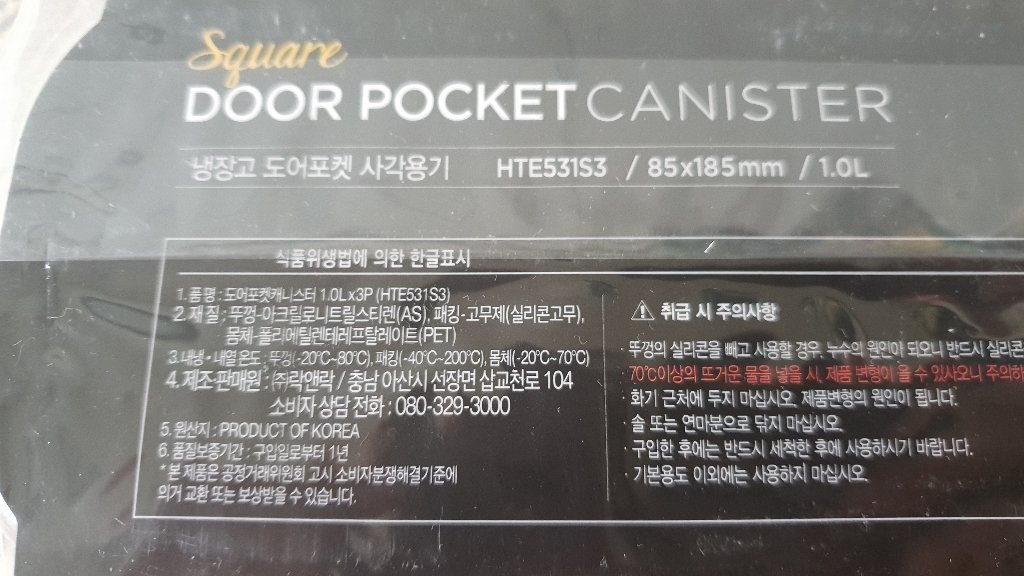 Square
DOOR POCKET CANISTER
냉장고 도어포켓 사각용기 HTE531S3 / 85x185mm / 1.0L
식품위생법에 의한 한글표시
1. 품 명 : 도어포켓캐니스터 1.0L x3P (HTE531S3)
2. 재 질 : 뚜껑-아크릴로니트릴스티렌(AS), 패킹-고무제(실리콘고무),
몸체-폴리에틸렌테레프탈레이트(PET)
3. 내냉·내열 온도 : 뚜껑(-20°C~80°C), 패킹(-40°C~200°C), 몸체(-20°C~70°C)
4. 제조·판매원 : ㈜락앤락 / 충남 아산시 선장면 삽교천로 104
소비자 상담 전화 : 080-329-3000
5. 원산지 : PRODUCT OF KOREA
6. 품질보증기간 : 구입일로부터 1년
* 본 제품은 공정거래위원회 고시 소비자분쟁해결기준에
의거 교환 또는 보상받을 수 있습니다.
⚠ 취급 시 주의사항
· 뚜껑의 실리콘을 빼고 사용할 경우, 누수의 원인이 되오니 반드시 실리콘
70°C이상의 뜨거운 물을 넣을 시, 제품 변형이 올 수 있사오니 주의하
· 화기 근처에 두지 마십시오. 제품변형의 원인이 됩니다.
· 솔 또는 연마분으로 닦지 마십시오.
· 구입한 후에는 반드시 세척한 후에 사용하시기 바랍니다.
· 기본용도 이외에는 사용하지 마십시오.